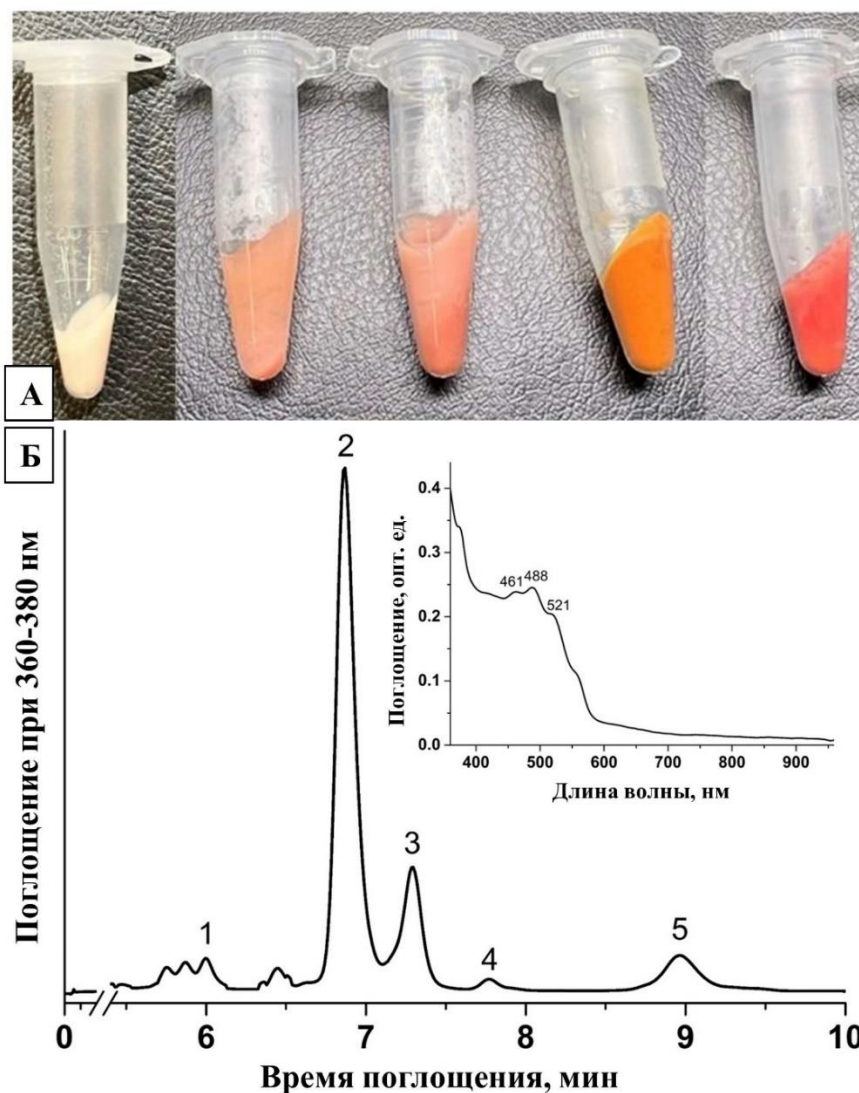 А
Б
2
0.4
0.3
0.2
0.1
0.0
461 488
521
400 500 600 700 800 900
Поглощение, опт. ед.
Длина волны, нм
3
1
4
5
Поглощение при 360-380 нм
0 6 7 8 9 10
Время поглощения, мин